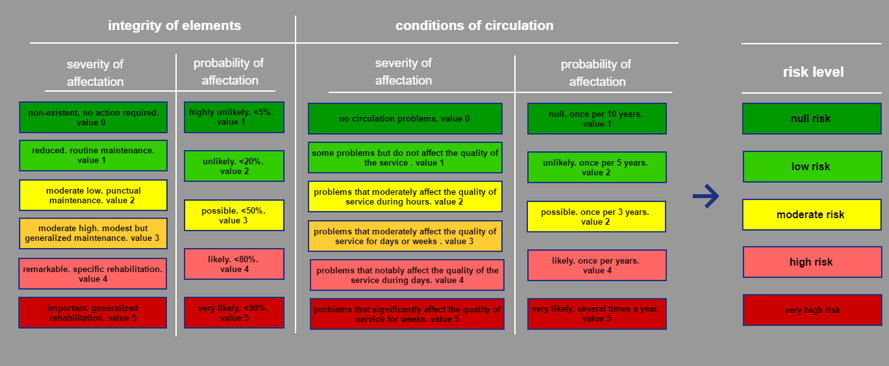 integrity of elements
conditions of circulation
severity of
affectation
probability of
affectation
severity of
affectation
probability of
affectation
risk level
non-existent. no action required.
value 0
reduced. routine maintenance.
value 1
moderate low. punctual
maintenance. value 2
moderate high. modest but
generalized maintenance. value 3
remarkable. specific rehabilitation.
value 4
important. generalized
rehabilitation. value 5
highly unlikely. <5%.
value 1
unlikely. <20%.
value 2
possible. <50%.
value 3
likely. <80%.
value 4
very likely. <90%.
value 5
no circulation problems. value 0
some problems but do not affect the quality of
the service . value 1
problems that moderately affect the quality of
service during hours. value 2
problems that moderately affect the quality of
service for days or weeks . value 3
problems that notably affect the quality of the
service during days. value 4
problems that significantly affect the quality of
service for weeks. value 5
null. once per 10 years.
value 1
unlikely. once per 5 years.
value 2
possible. once per 3 years.
value 2
likely. once per years.
value 4
very likely. several times a year.
value 5
null risk
low risk
moderate risk
high risk
very high risk